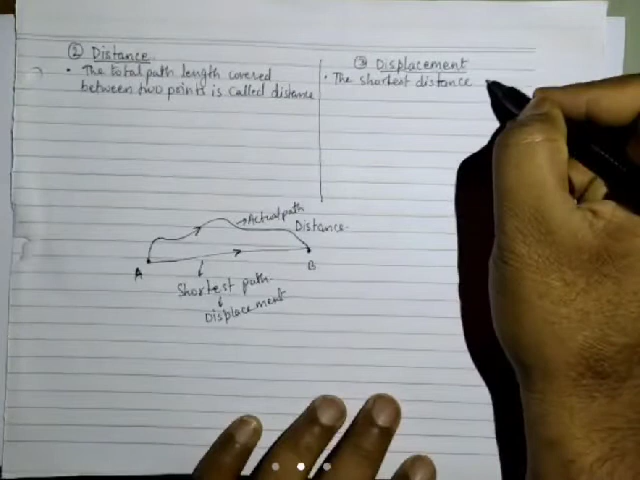 ② Distance
• The total path length covered
between two points is called distance
③ Displacement
• The shortest distance
Actual path
Distance
A
B
Shortest path
Displacement